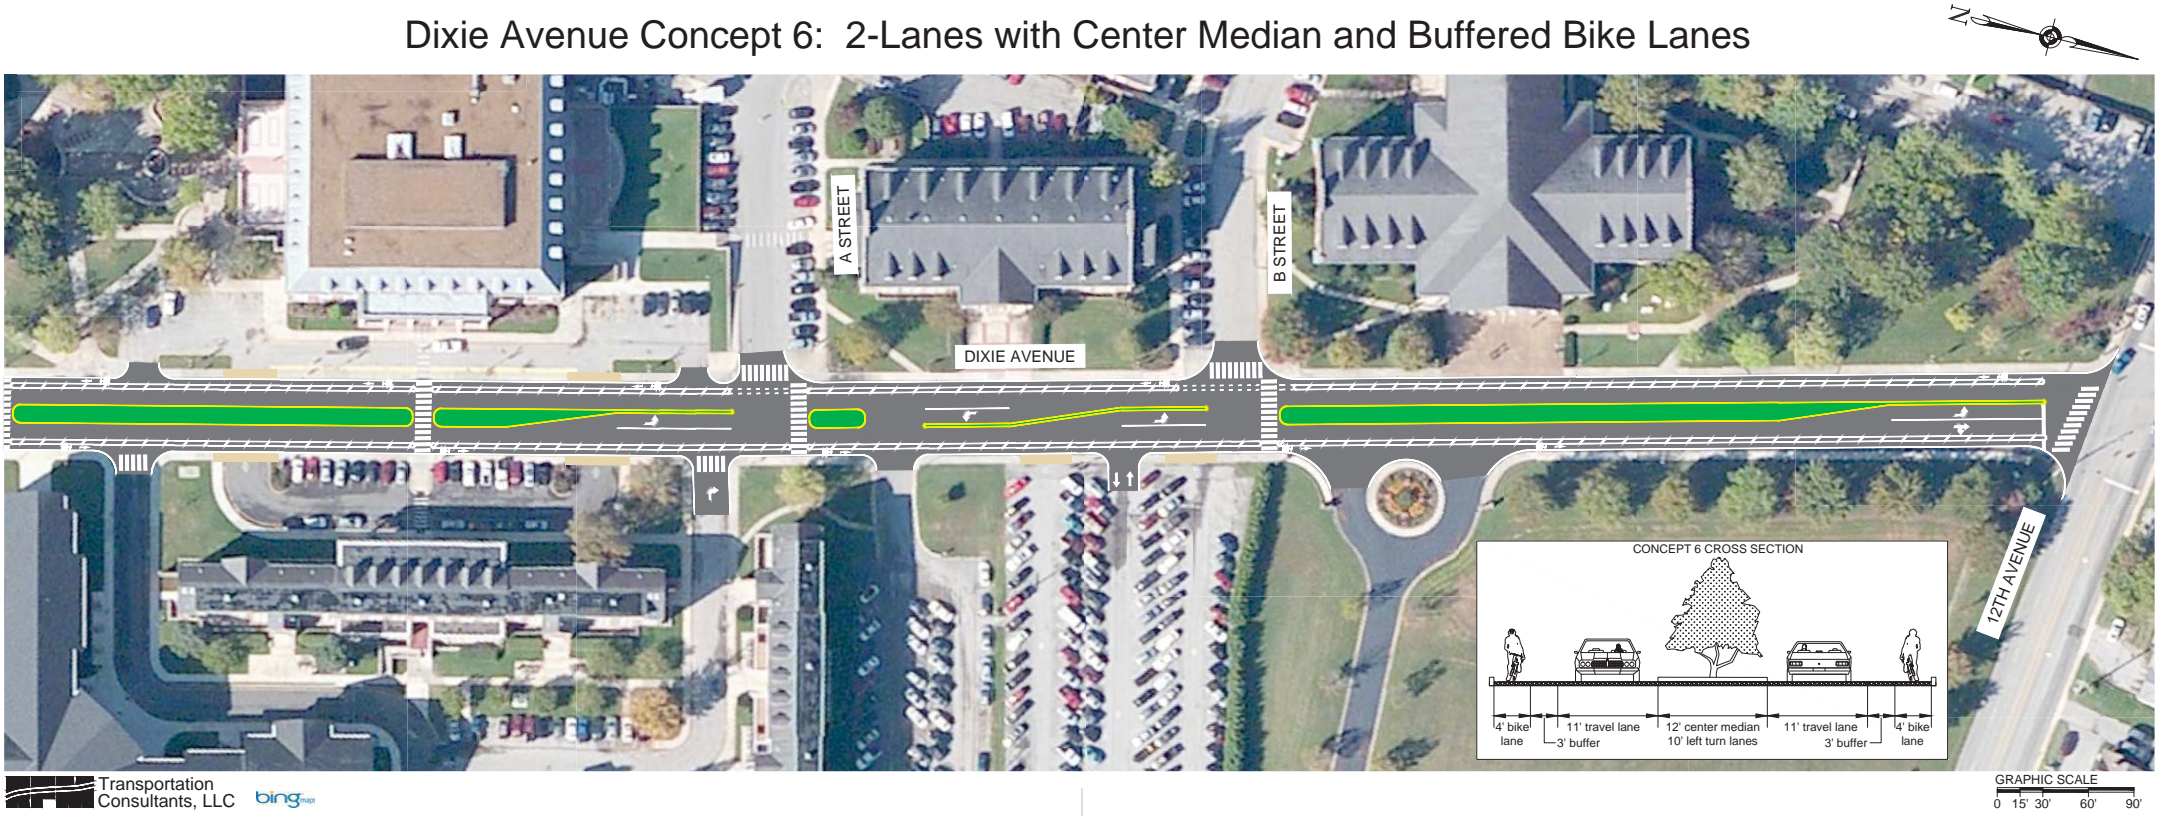 Dixie Avenue Concept 6: 2-Lanes with Center Median and Buffered Bike Lanes
N
A STREET
B STREET
DIXIE AVENUE
12TH AVENUE
CONCEPT 6 CROSS SECTION
4' bike
lane
3' buffer
11' travel lane
12' center median
10' left turn lanes
11' travel lane
3' buffer
4' bike
lane
Transportation
Consultants, LLC
bing maps
GRAPHIC SCALE
0 15' 30' 60' 90'